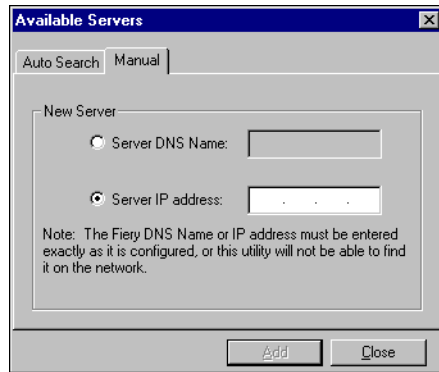 Available Servers
Auto Search Manual
New Server
Server DNS Name:
Server IP address: . . .
Note: The Fiery DNS Name or IP address must be entered
exactly as it is configured, or this utility will not be able to find
it on the network.
Add Close